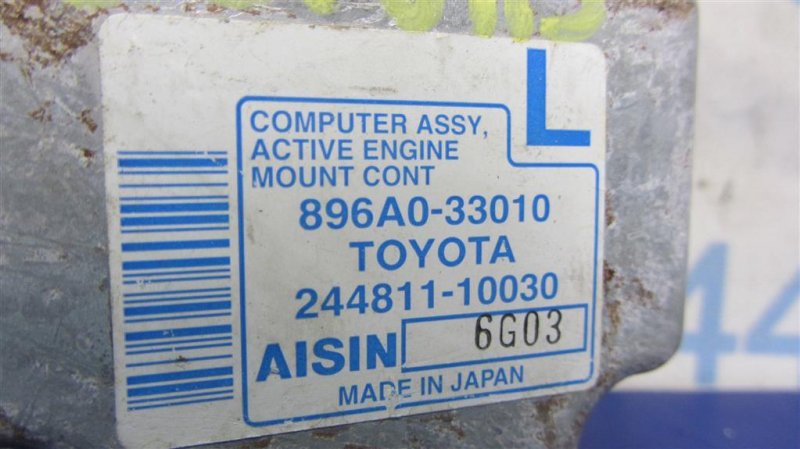 L
COMPUTER ASSY,
ACTIVE ENGINE
MOUNT CONT
896A0-33010
TOYOTA
244811-10030
AISIN 6G03
MADE IN JAPAN